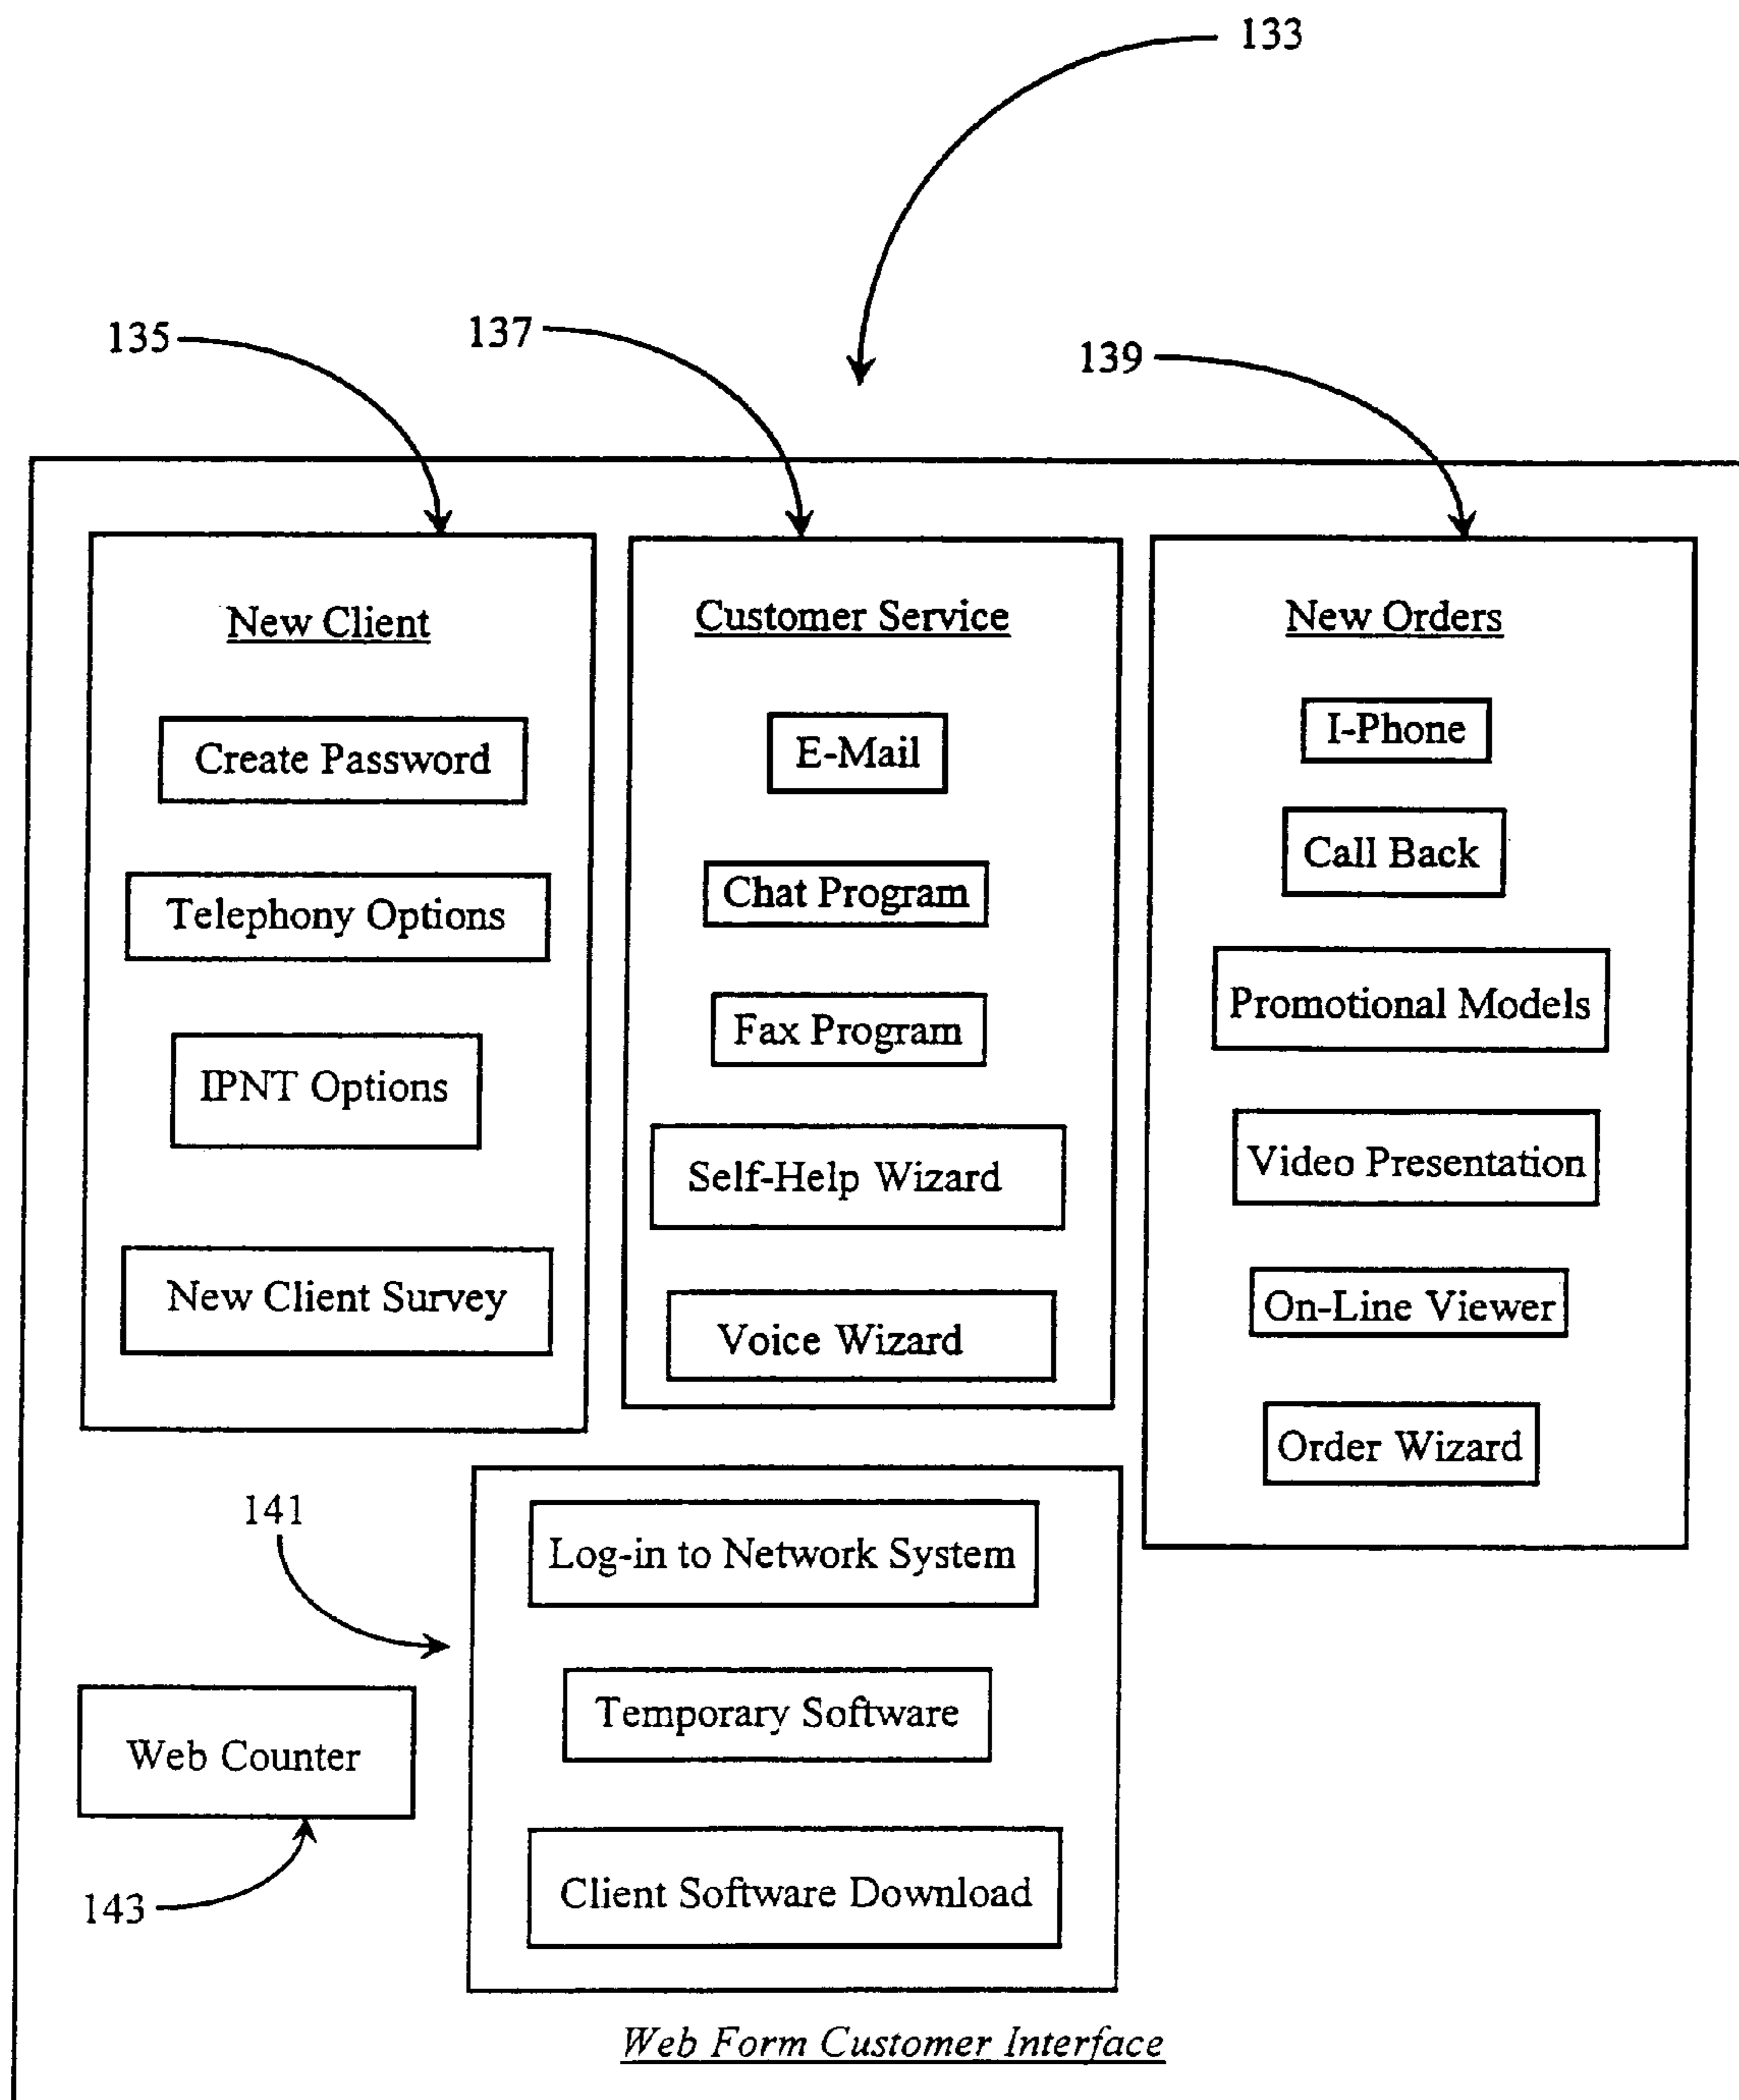 133
135
137
139
New Client
Create Password
Telephony Options
IPNT Options
New Client Survey
Customer Service
E-Mail
Chat Program
Fax Program
Self-Help Wizard
Voice Wizard
New Orders
I-Phone
Call Back
Promotional Models
Video Presentation
On-Line Viewer
Order Wizard
141
Log-in to Network System
Temporary Software
Client Software Download
Web Counter
143
Web Form Customer Interface